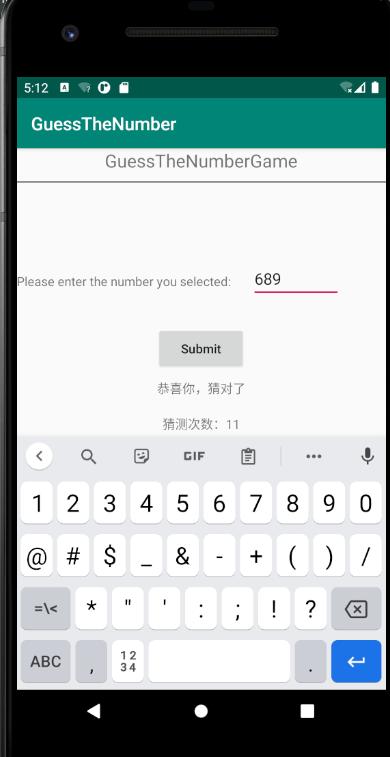 5:12
GuessTheNumber
GuessTheNumberGame
Please enter the number you selected: 689
Submit
恭喜你，猜对了
猜测次数：11
GIF
1 2 3 4 5 6 7 8 9 0
@ # $ _ & - + ( ) /
=\< * " ' : ; ! ?
ABC , 12 34 .